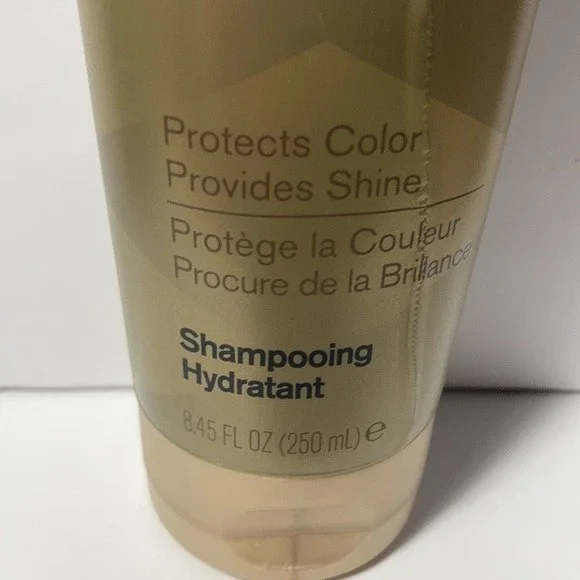 Protects Color
Provides Shine
Protège la Couleur
Procure de la Brillance
Shampooing
Hydratant
8.45 FL OZ (250 mL) e